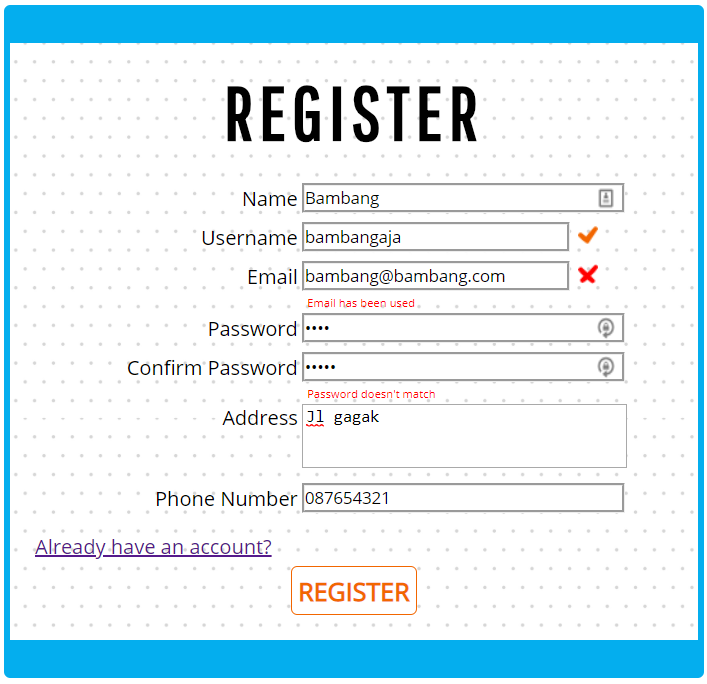 REGISTER
Name Bambang
Username bambangaja
Email bambang@bambang.com
Email has been used
Password ••••
Confirm Password •••••
Password doesn't match
Address Jl gagak
Phone Number 087654321
Already have an account?
REGISTER